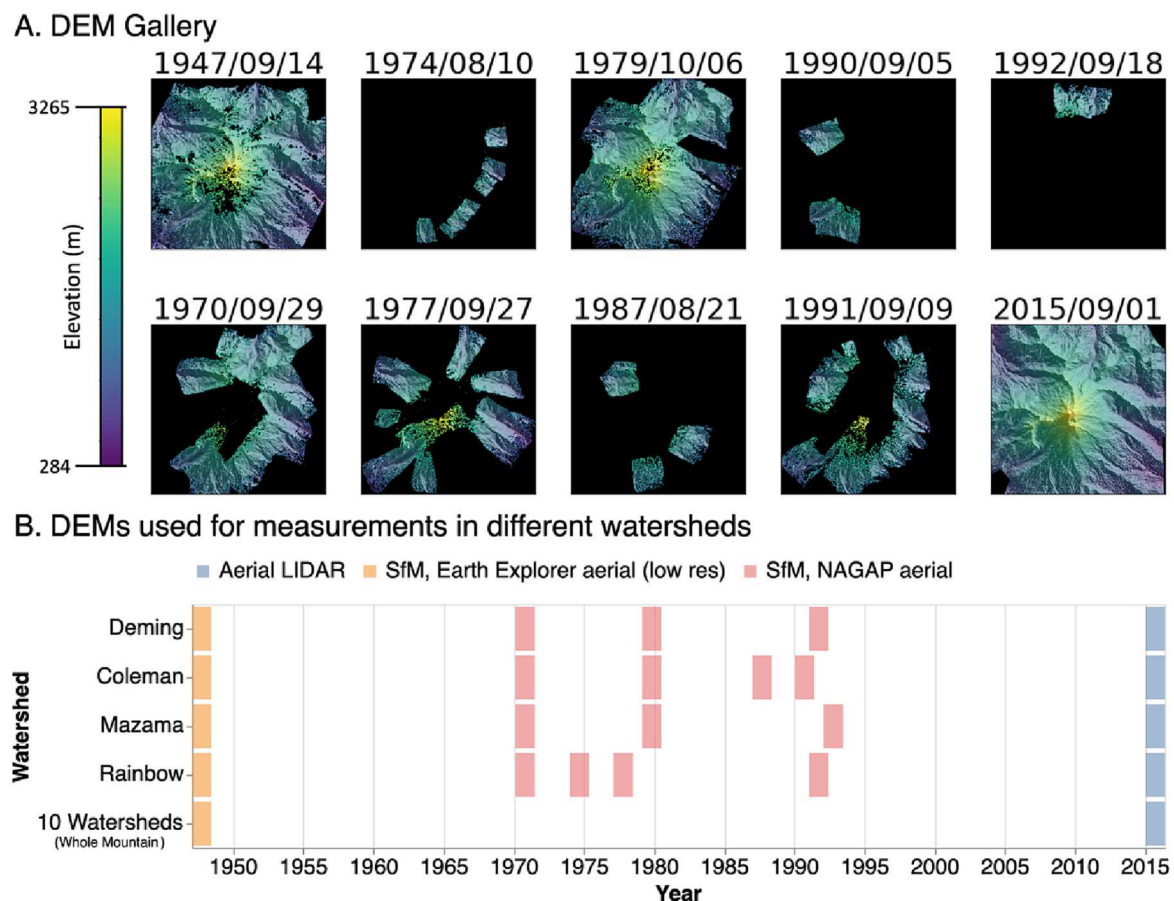 A. DEM Gallery
1947/09/14 1974/08/10 1979/10/06 1990/09/05 1992/09/18
3265
Elevation (m)
284
1970/09/29 1977/09/27 1987/08/21 1991/09/09 2015/09/01
B. DEMs used for measurements in different watersheds
Aerial LIDAR SfM, Earth Explorer aerial (low res) SfM, NAGAP aerial
Watershed
Deming
Coleman
Mazama
Rainbow
10 Watersheds
(Whole Mountain)
1950 1955 1960 1965 1970 1975 1980 1985 1990 1995 2000 2005 2010 2015
Year